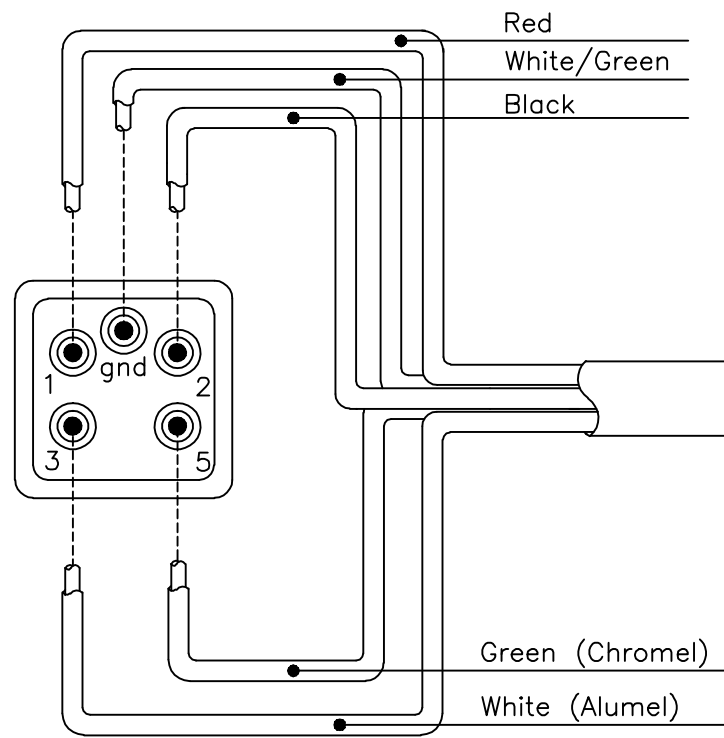 Red
White/Green
Black
gnd
1
2
3
5
Green (Chromel)
White (Alumel)